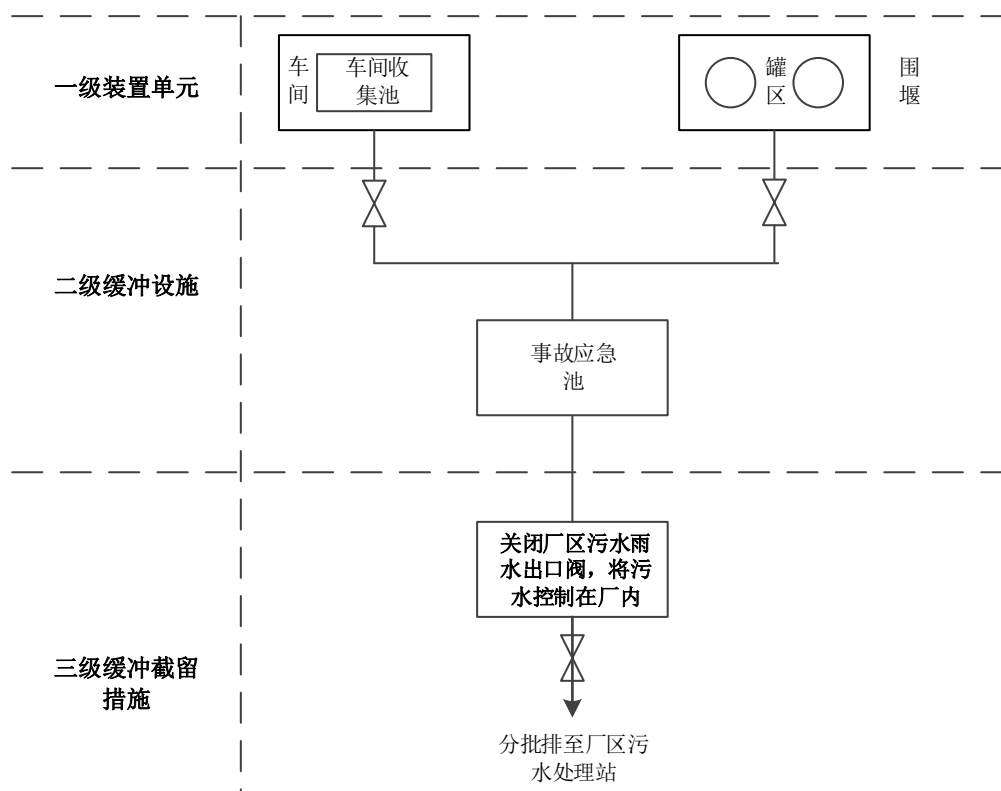 一级装置单元
车
间
车间收
集池
罐
区
围
堰
二级缓冲设施
事故应急
池
三级缓冲截留
措施
关闭厂区污水雨
水出口阀，将污
水控制在厂内
分批排至厂区污
水处理站